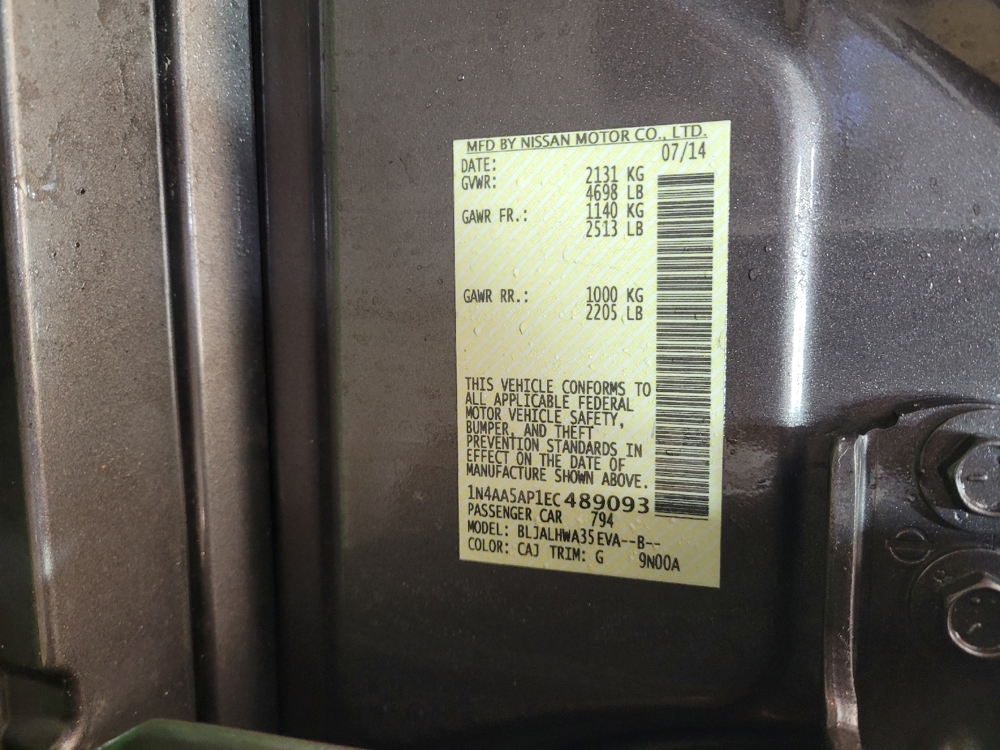 MFD BY NISSAN MOTOR CO., LTD.
DATE: 07/14
GVWR: 2131 KG
4698 LB
GAWR FR.: 1140 KG
2513 LB
GAWR RR.: 1000 KG
2205 LB
THIS VEHICLE CONFORMS TO
ALL APPLICABLE FEDERAL
MOTOR VEHICLE SAFETY,
BUMPER, AND THEFT
PREVENTION STANDARDS IN
EFFECT ON THE DATE OF
MANUFACTURE SHOWN ABOVE.
1N4AA5AP1EC489093
PASSENGER CAR 794
MODEL: BLJALHWA35EVA--B--
COLOR: CAJ TRIM: G 9N00A